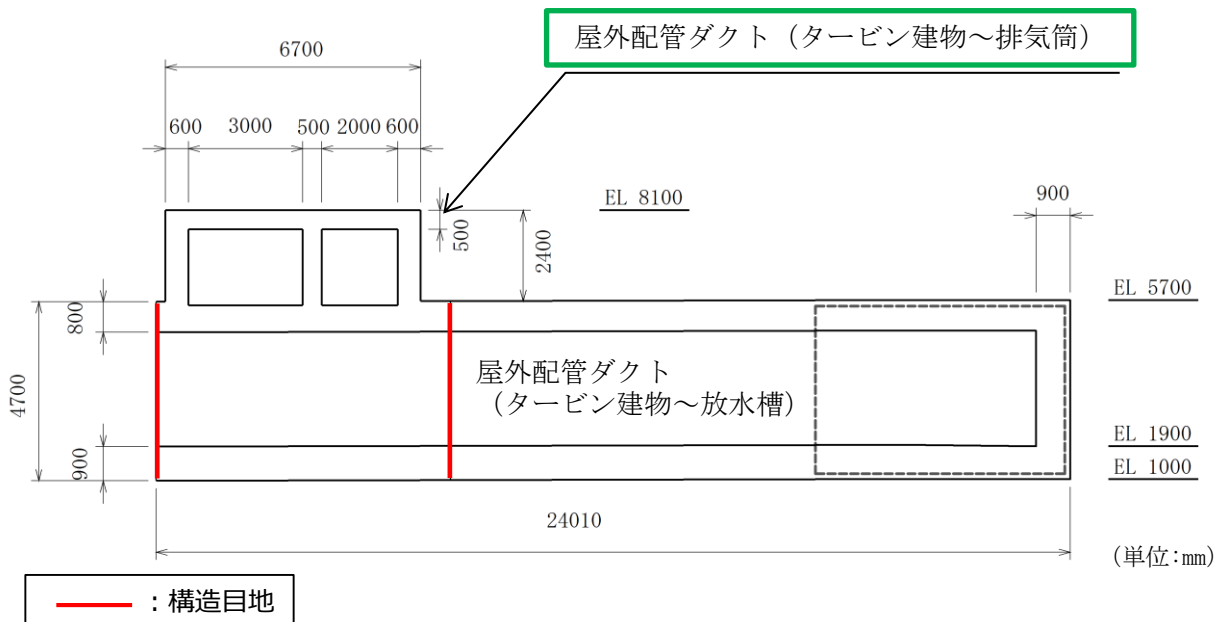 屋外配管ダクト（タービン建物～排気筒）
6700
600 3000 500 2000 600
EL 8100
900
500
2400
EL 5700
800
4700
屋外配管ダクト
（タービン建物～放水槽）
EL 1900
900
EL 1000
24010
(単位:mm)
：構造目地